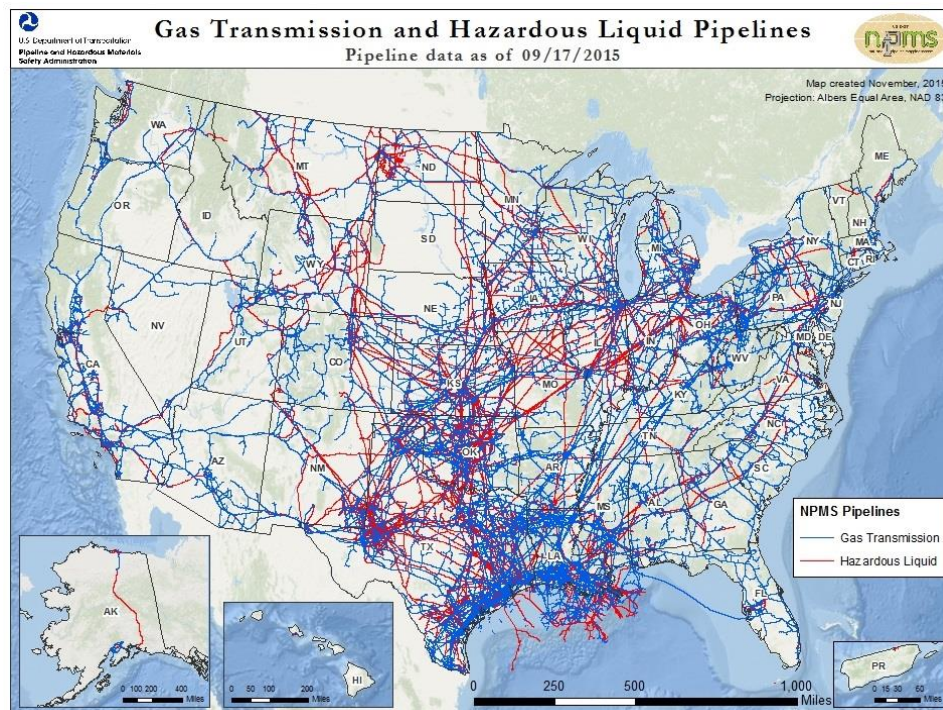 Gas Transmission and Hazardous Liquid Pipelines
Pipeline data as of 09/17/2015
U.S. Department of Transportation
Pipeline and Hazardous Materials
Safety Administration
npms
Map created November, 2015
Projection: Albers Equal Area, NAD 83
WA
MT
ND
MN
ME
OR
ID
SD
WI
MI
VT
NH
NY
MA
CT
RI
WY
NE
IA
PA
NJ
NV
UT
CO
IL
IN
OH
MD
DE
CA
KS
MO
WV
VA
KY
AZ
NM
OK
AR
TN
NC
SC
TX
LA
MS
AL
GA
FL
NPMS Pipelines
Gas Transmission
Hazardous Liquid
AK
0 100 200 400
Miles
HI
0 50 100 200
Miles
0 250 500 1,000
Miles
PR
0 15 30 60
Miles